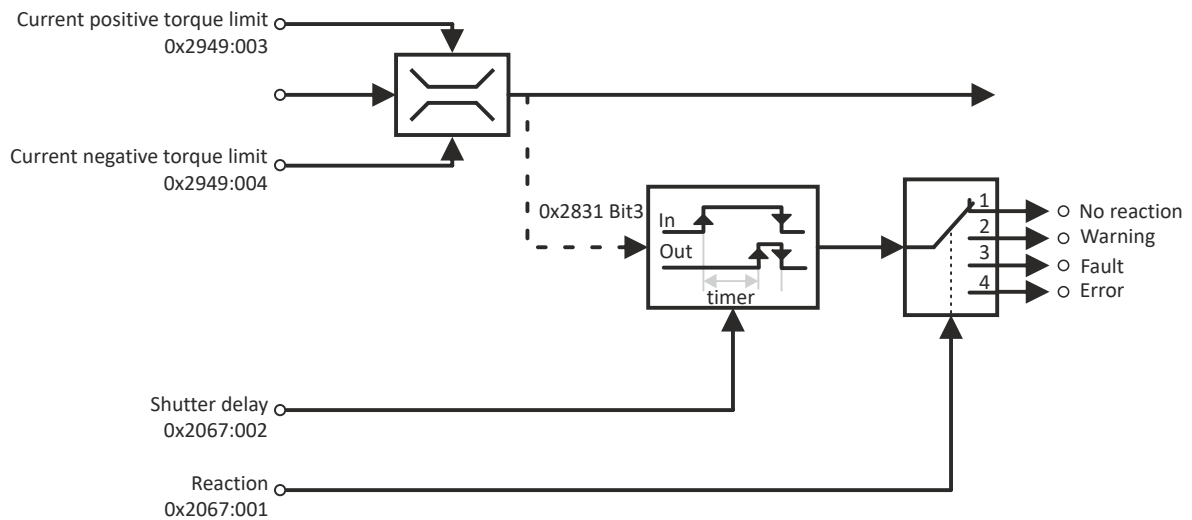 Current positive torque limit
0x2949:003
Current negative torque limit
0x2949:004
0x2831 Bit3
In
Out
timer
1
No reaction
2
Warning
3
Fault
4
Error
Shutter delay
0x2067:002
Reaction
0x2067:001